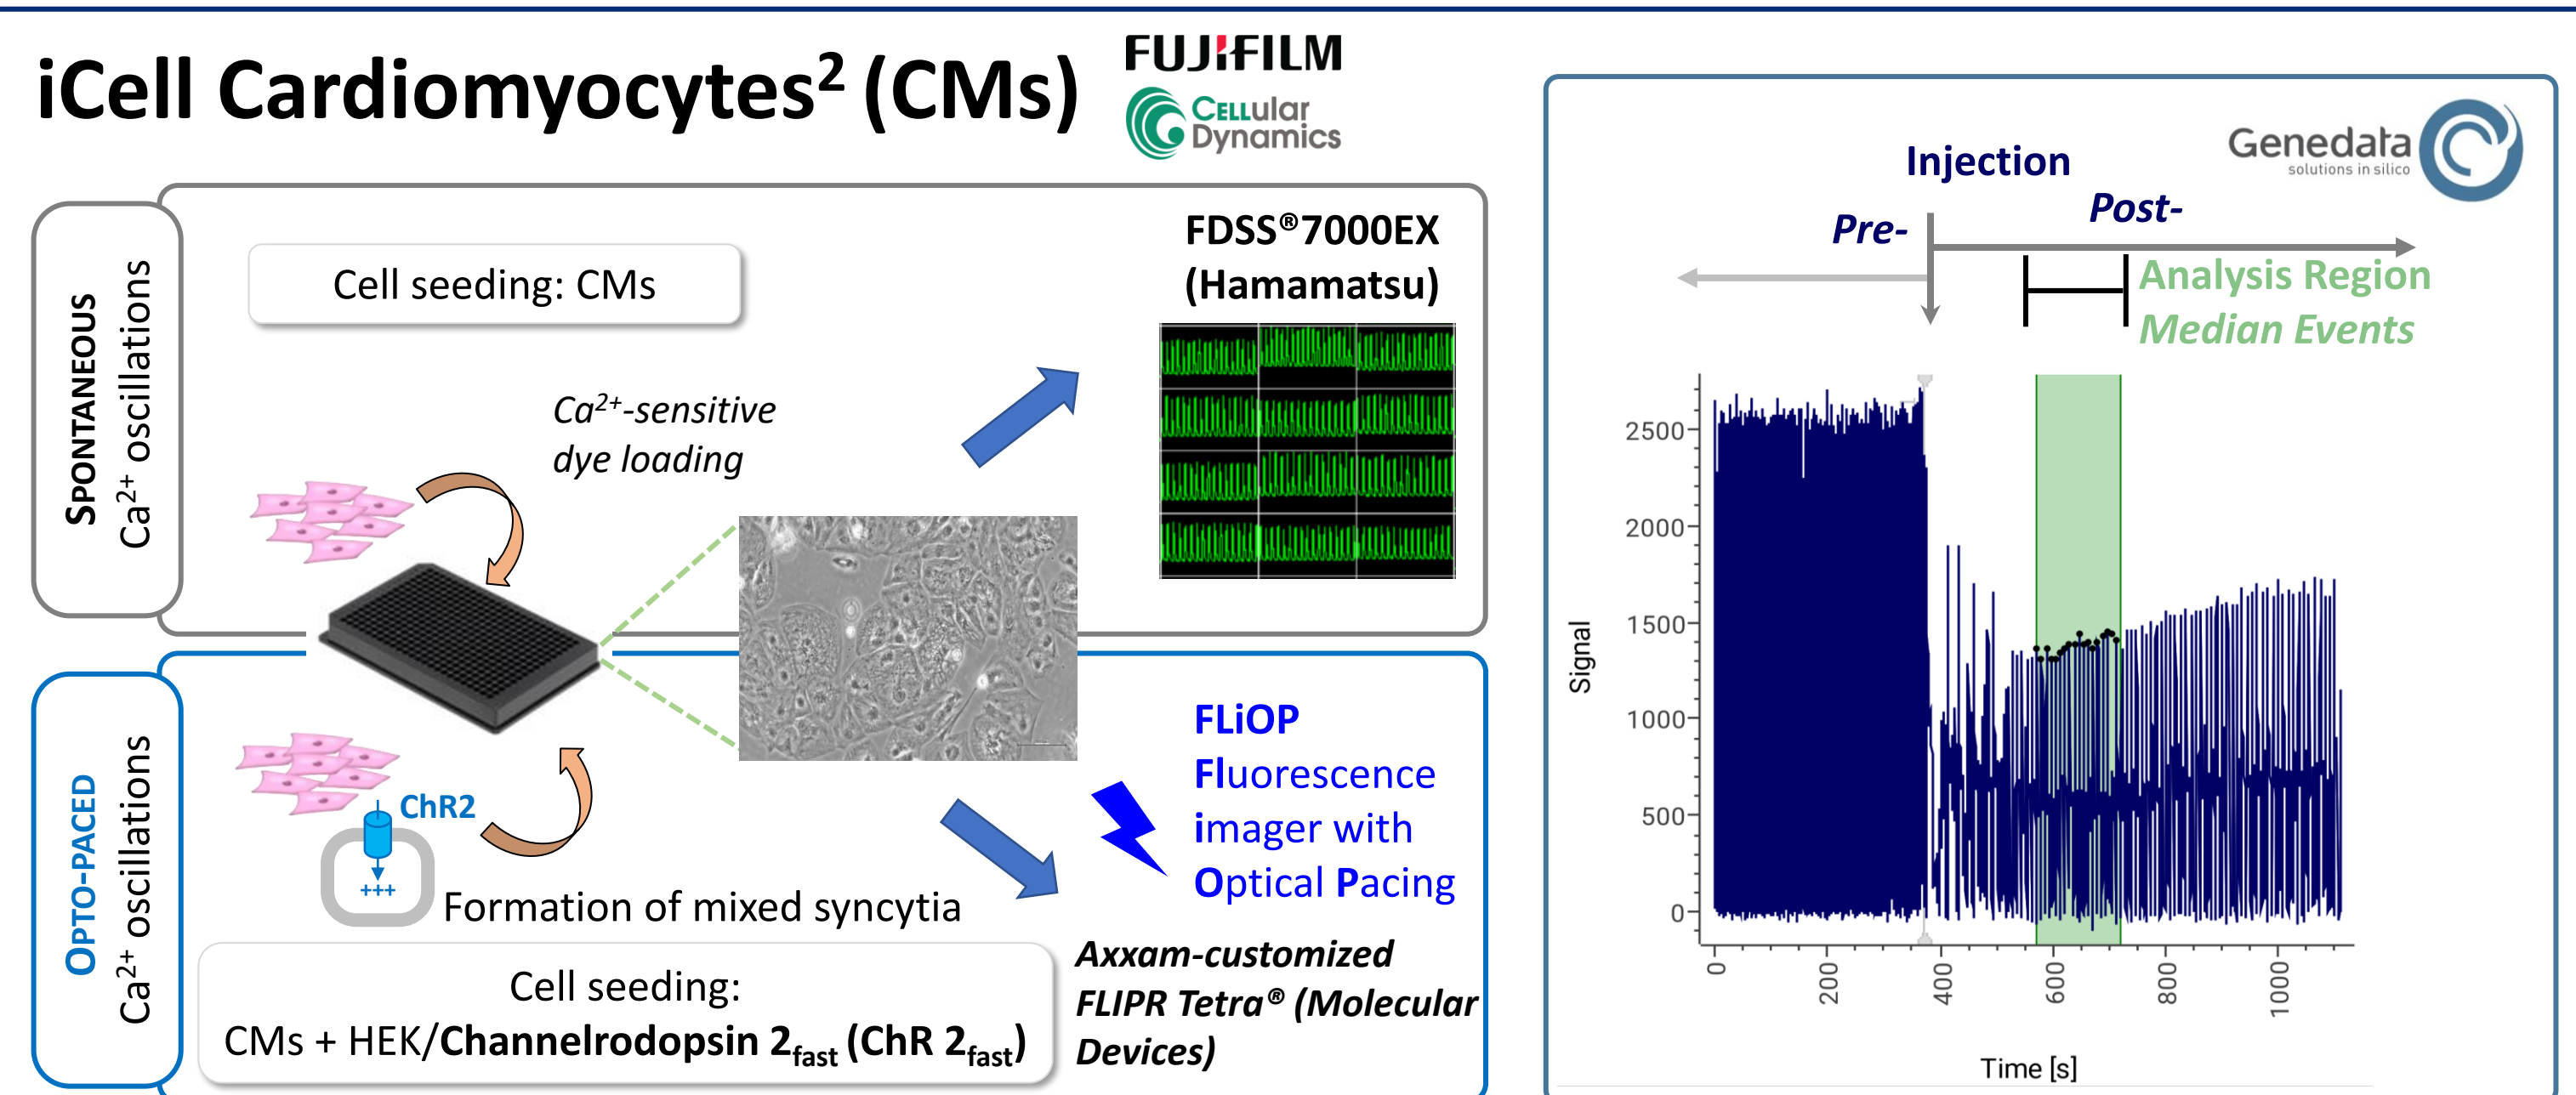 iCell Cardiomyocytes² (CMs)
FUJIFILM
CELLular
Dynamics
SPONTANEOUS
Ca²⁺ oscillations
Cell seeding: CMs
Ca²⁺-sensitive
dye loading
FDSS®7000EX
(Hamamatsu)
OPTO-PACED
Ca²⁺ oscillations
ChR2
+++
Formation of mixed syncytia
Cell seeding:
CMs + HEK/Channelrodopsin 2fast (ChR 2fast)
FLiOP
Fluorescence
imager with
Optical Pacing
Axxam-customized
FLIPR Tetra® (Molecular
Devices)
Genedata
solutions in silico
Injection
Pre-
Post-
Analysis Region
Median Events
Signal
2500
2000
1500
1000
500
0
0
200
400
600
800
1000
Time [s]